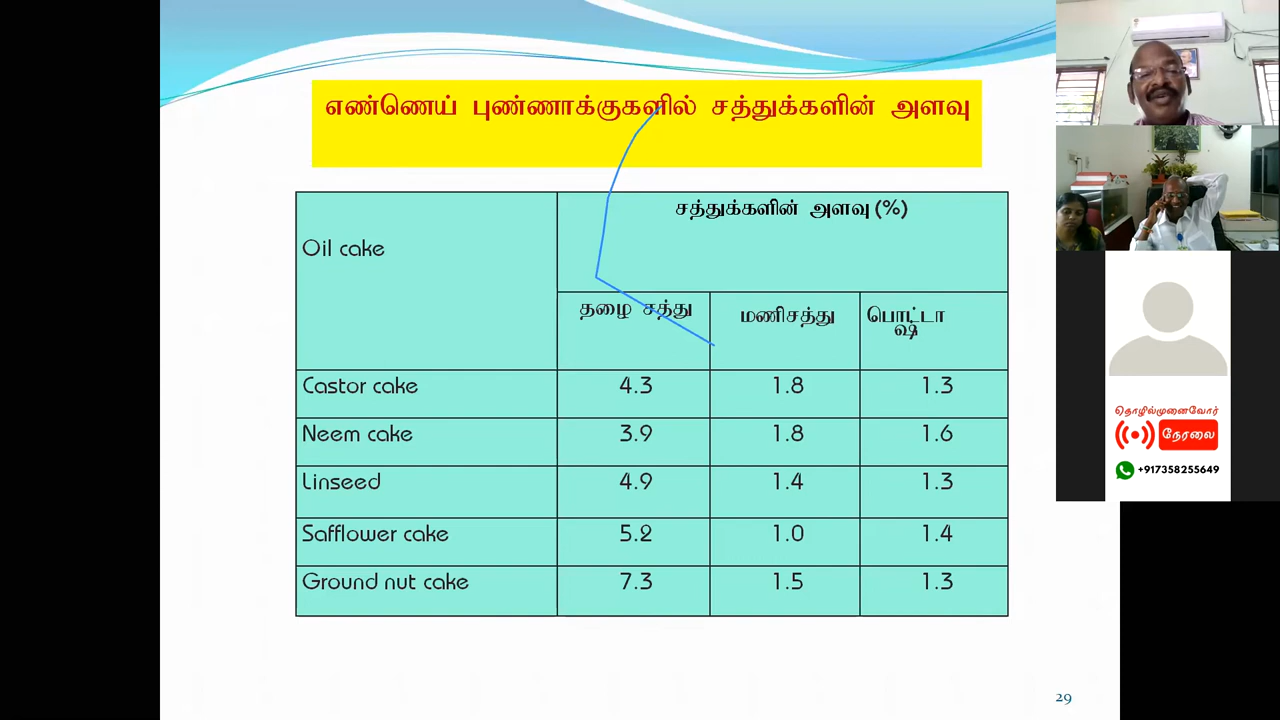 எண்ணெய் புண்ணாக்குகளில் சத்துக்களின் அளவு
Oil cake
சத்துக்களின் அளவு (%)
தழை சத்து
மணிசத்து
பொட்டாஷ்
Castor cake 4.3 1.8 1.3
Neem cake 3.9 1.8 1.6
Linseed 4.9 1.4 1.3
Safflower cake 5.2 1.0 1.4
Ground nut cake 7.3 1.5 1.3
தொழில்முனைவோர்
நேரலை
+917358255649
29